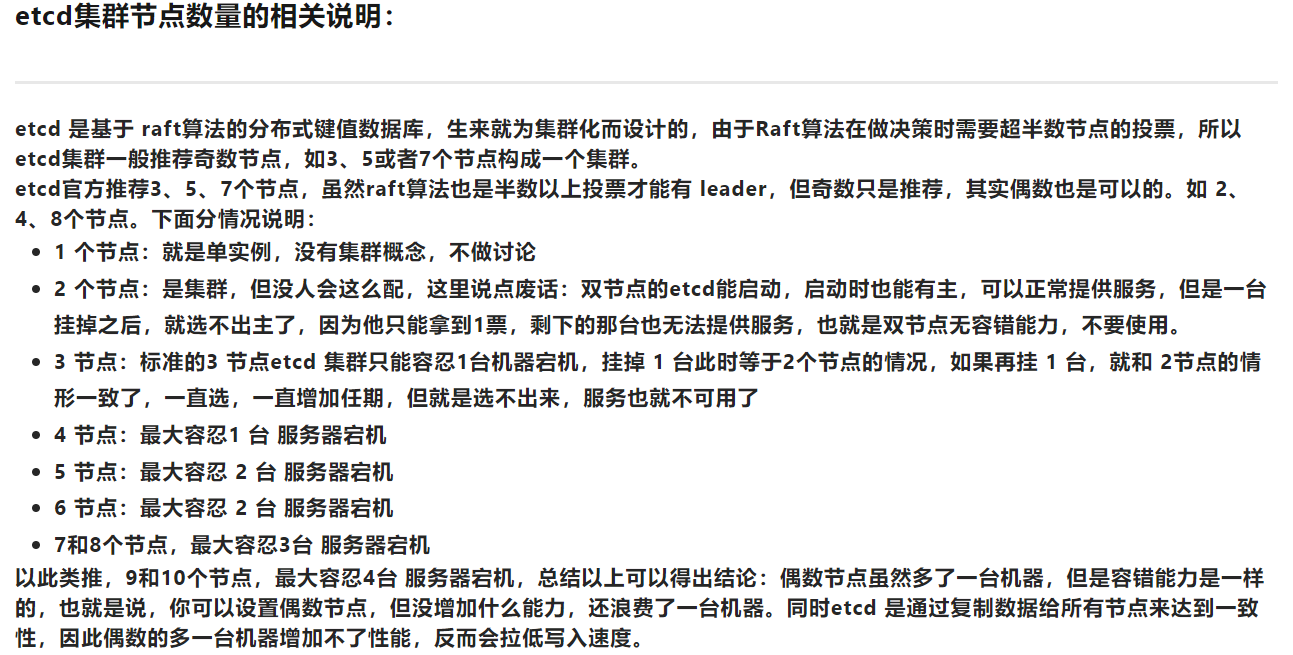 etcd集群节点数量的相关说明：
etcd 是基于 raft算法的分布式键值数据库，生来就为集群化而设计的，由于Raft算法在做决策时需要超半数节点的投票，所以
etcd集群一般推荐奇数节点，如3、5或者7个节点构成一个集群。
etcd官方推荐3、5、7个节点，虽然raft算法也是半数以上投票才能有 leader，但奇数只是推荐，其实偶数也是可以的。如 2、
4、8个节点。下面分情况说明：
• 1 个节点：就是单实例，没有集群概念，不做讨论
• 2 个节点：是集群，但没人会这么配，这里说点废话：双节点的etcd能启动，启动时也能有主，可以正常提供服务，但是一台
挂掉之后，就选不出主了，因为他只能拿到1票，剩下的那台也无法提供服务，也就是双节点无容错能力，不要使用。
• 3 节点：标准的3 节点etcd 集群只能容忍1台机器宕机，挂掉 1 台此时等于2个节点的情况，如果再挂 1 台，就和 2节点的情
形一致了，一直选，一直增加任期，但就是选不出来，服务也就不可用了
• 4 节点：最大容忍1 台 服务器宕机
• 5 节点：最大容忍 2 台 服务器宕机
• 6 节点：最大容忍 2 台 服务器宕机
• 7和8个节点，最大容忍3台 服务器宕机
以此类推，9和10个节点，最大容忍4台 服务器宕机，总结以上可以得出结论：偶数节点虽然多了一台机器，但是容错能力是一样
的，也就是说，你可以设置偶数节点，但没增加什么能力，还浪费了一台机器。同时etcd 是通过复制数据给所有节点来达到一致
性，因此偶数的多一台机器增加不了性能，反而会拉低写入速度。